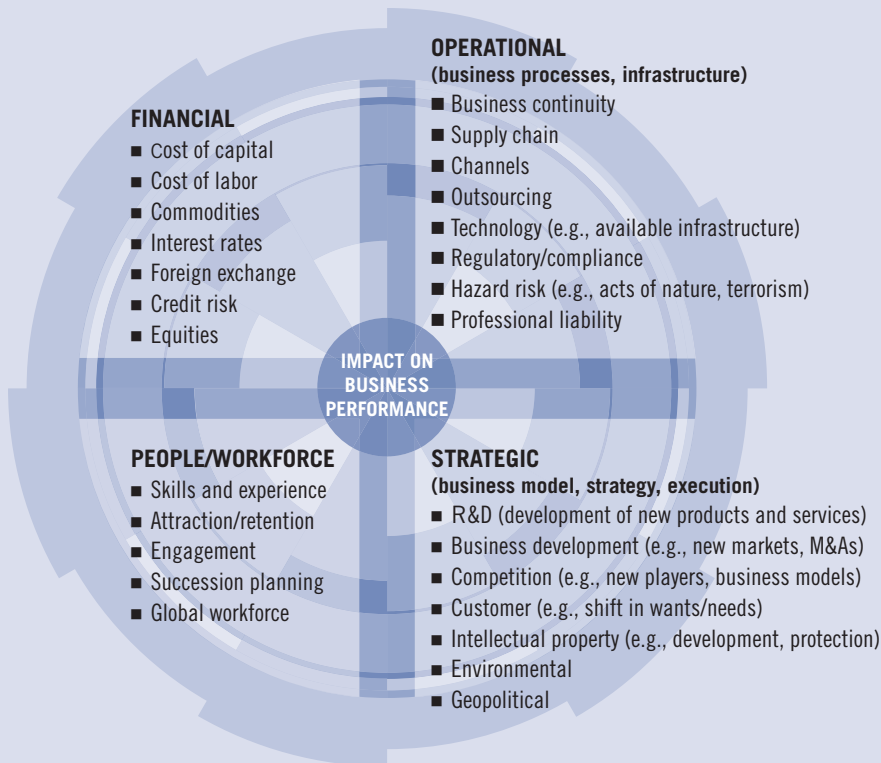 FINANCIAL
■ Cost of capital
■ Cost of labor
■ Commodities
■ Interest rates
■ Foreign exchange
■ Credit risk
■ Equities
OPERATIONAL
(business processes, infrastructure)
■ Business continuity
■ Supply chain
■ Channels
■ Outsourcing
■ Technology (e.g., available infrastructure)
■ Regulatory/compliance
■ Hazard risk (e.g., acts of nature, terrorism)
■ Professional liability
IMPACT ON
BUSINESS
PERFORMANCE
PEOPLE/WORKFORCE
■ Skills and experience
■ Attraction/retention
■ Engagement
■ Succession planning
■ Global workforce
STRATEGIC
(business model, strategy, execution)
■ R&D (development of new products and services)
■ Business development (e.g., new markets, M&As)
■ Competition (e.g., new players, business models)
■ Customer (e.g., shift in wants/needs)
■ Intellectual property (e.g., development, protection)
■ Environmental
■ Geopolitical